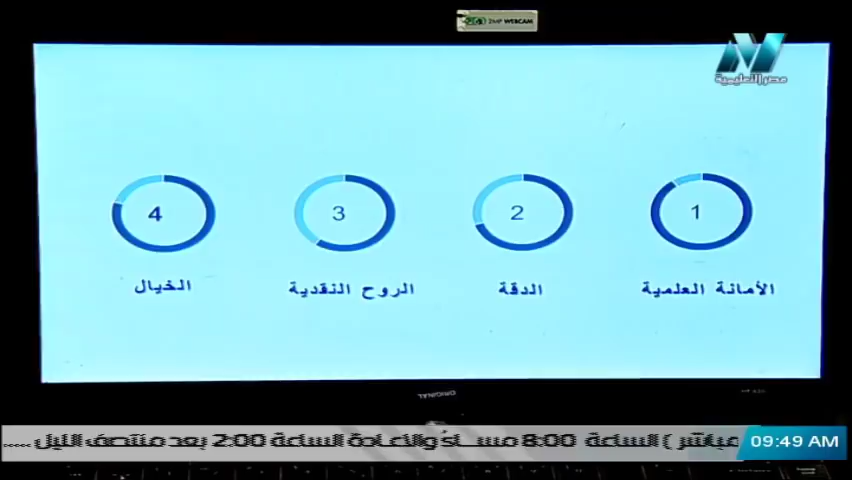 2MP WEBCAM
مصر التعليمية
1
2
3
4
الأمانة العلمية
الدقة
الروح النقدية
الخيال
مباشر ) الساعة 8:00 مساءً والاعادة الساعة 2:00 بعد منتصف الليل .....
09:49 AM